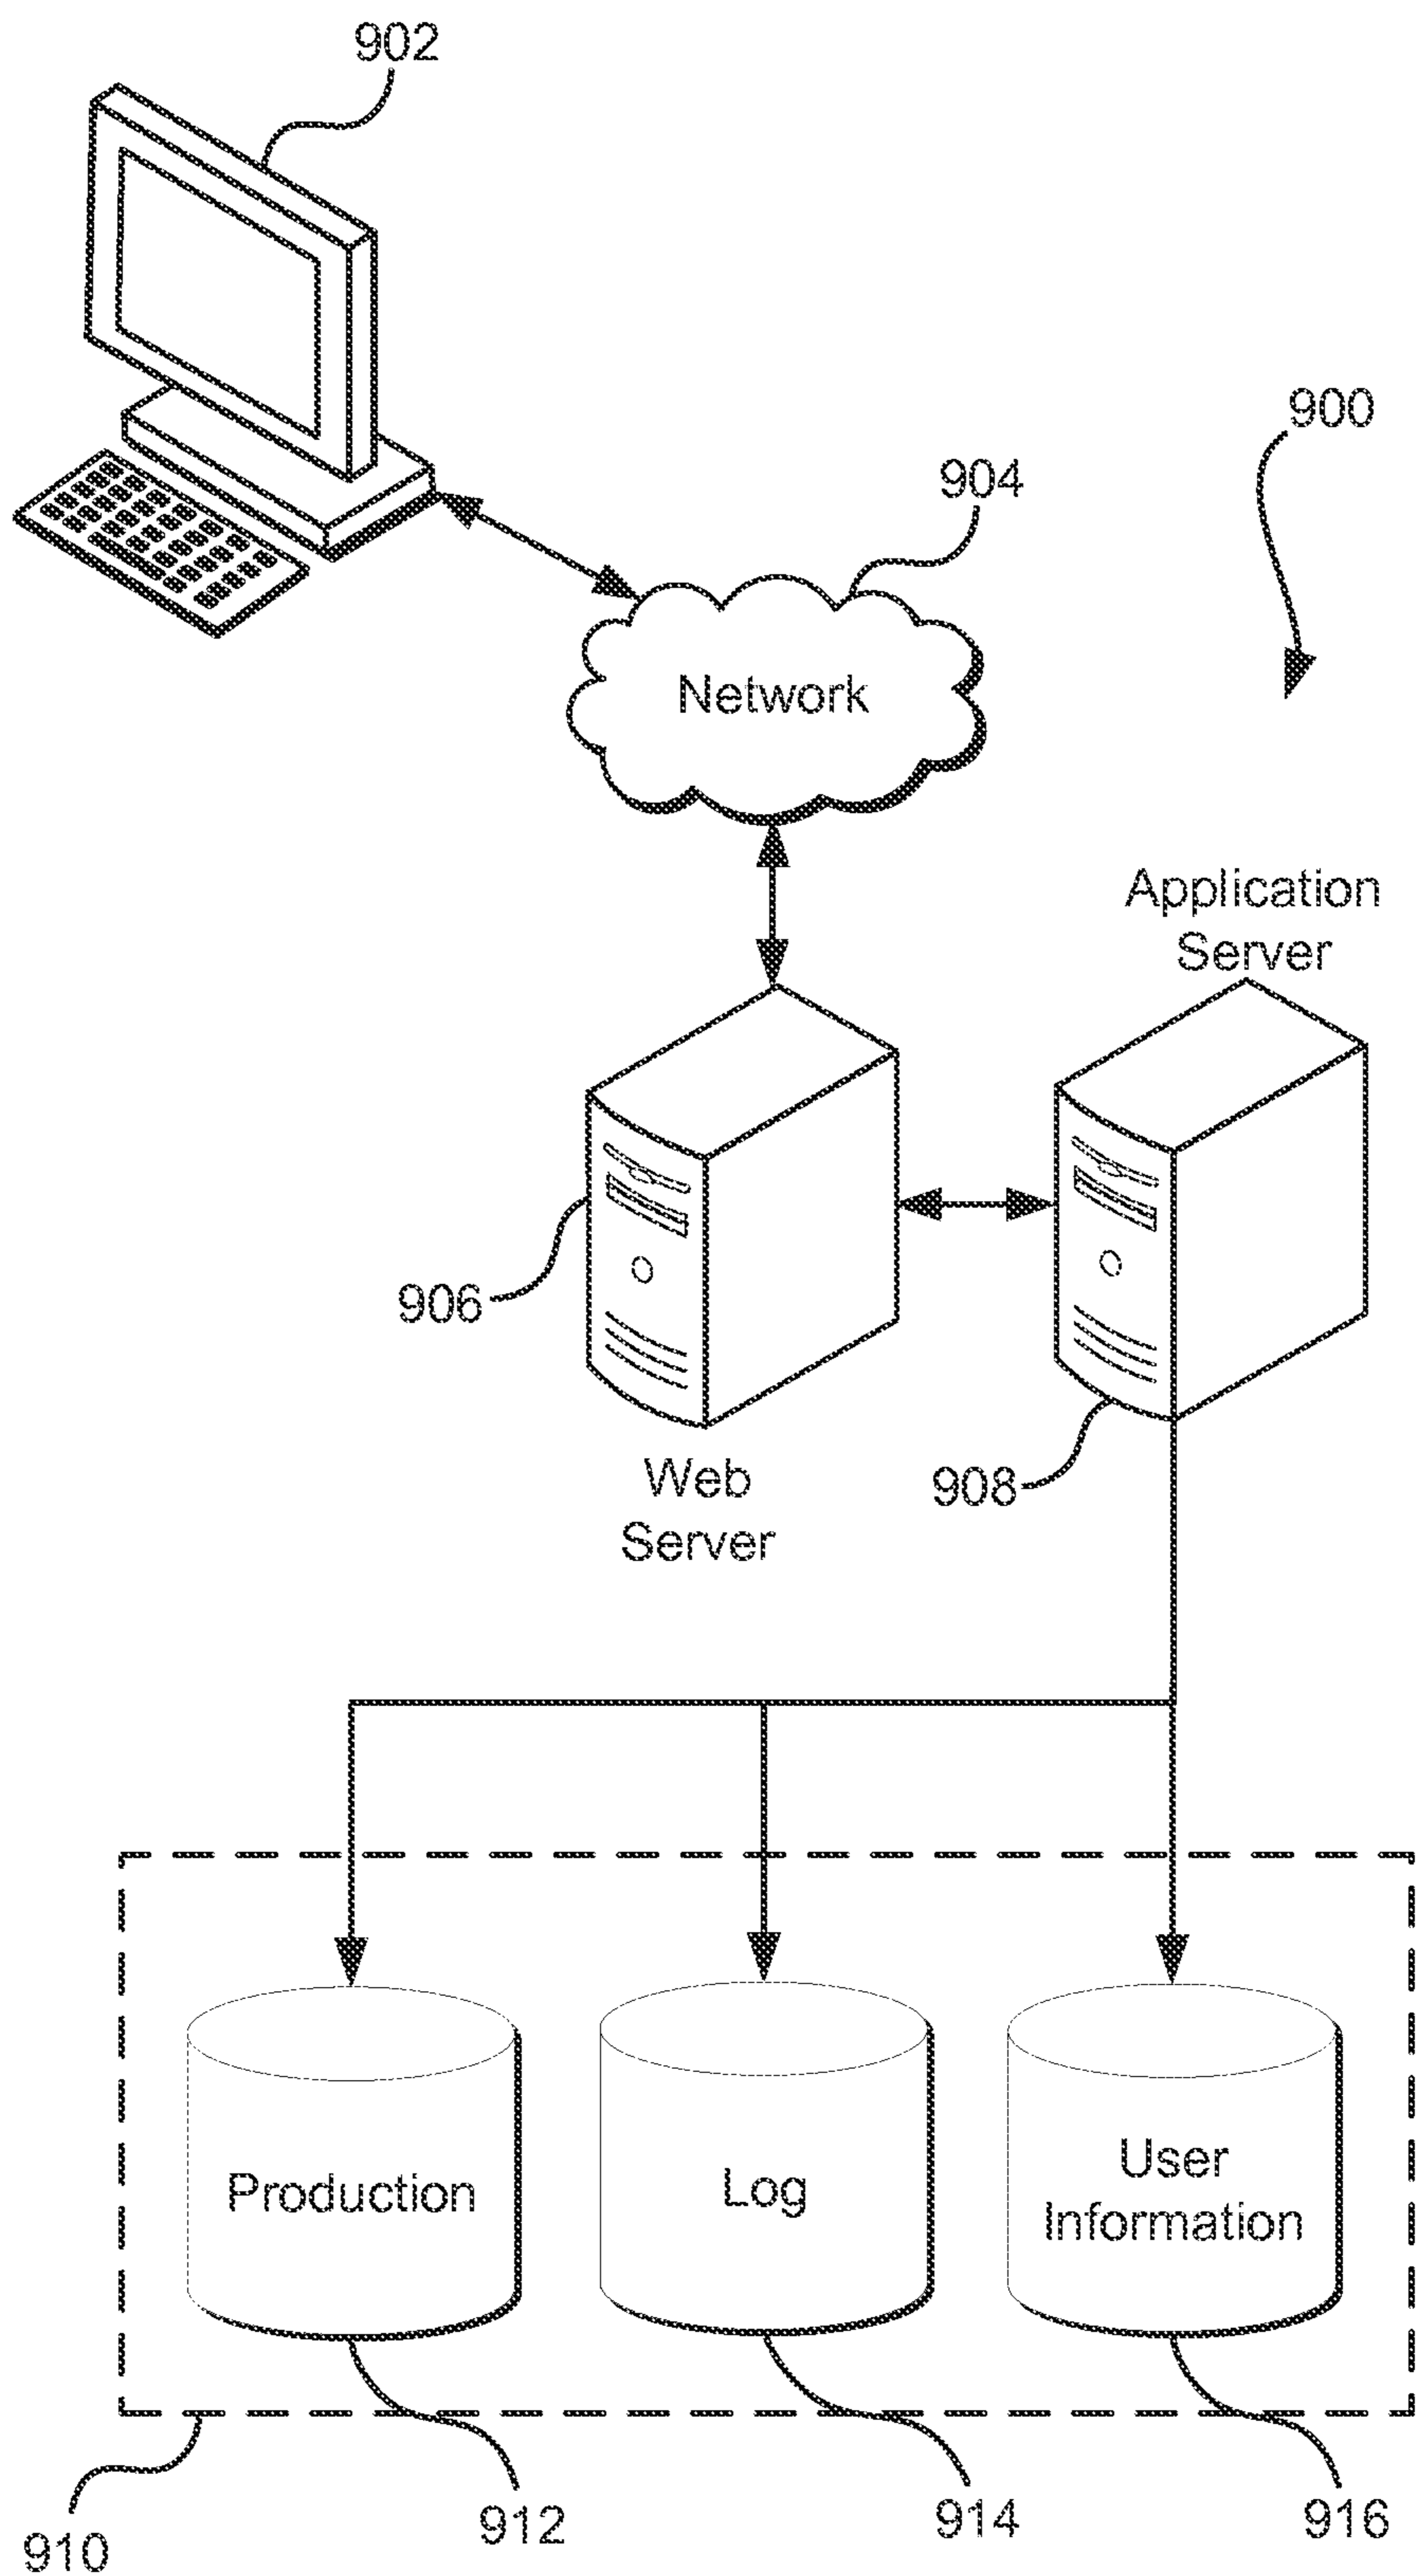 902
900
904
Network
Application
Server
906
Web
Server
908
Production
Log
User
Information
910
912
914
916